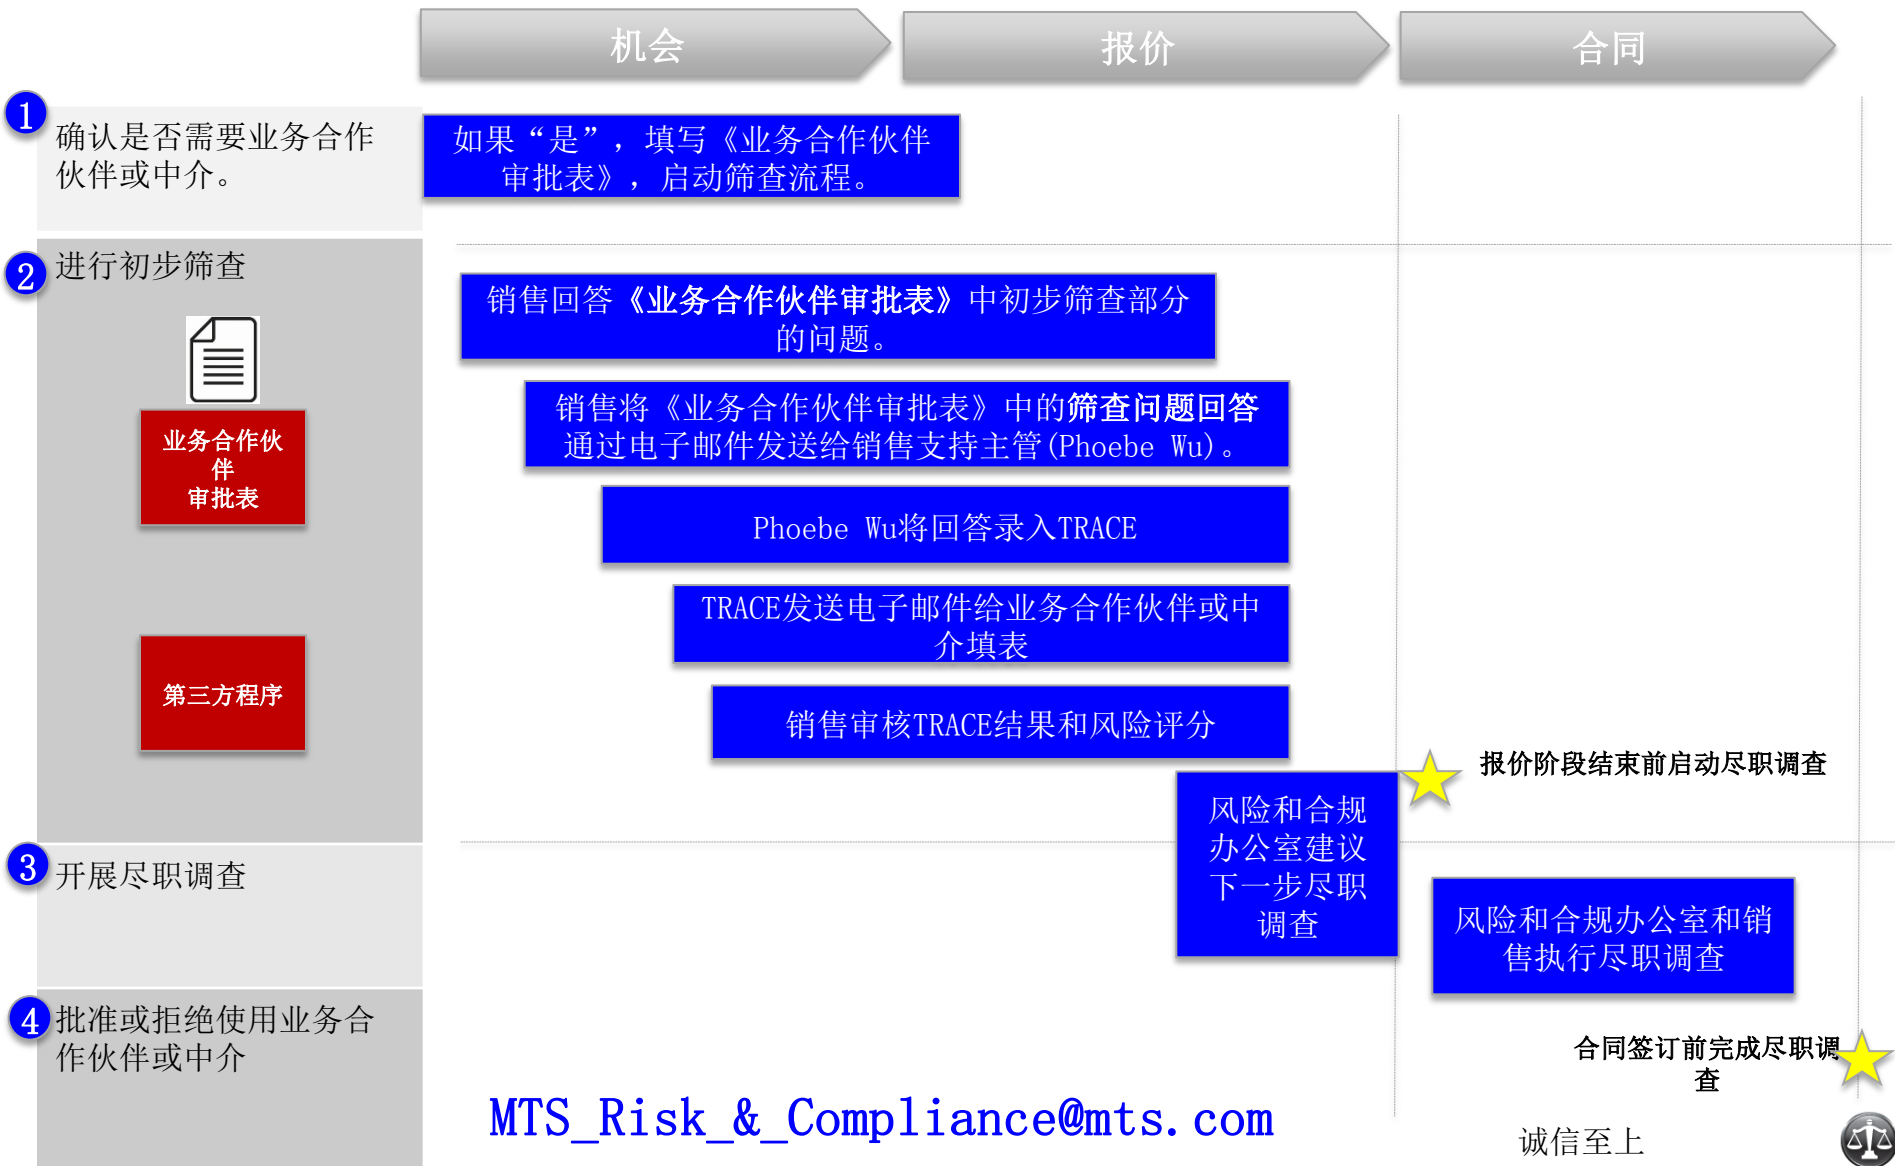 机会
报价
合同
1
确认是否需要业务合作
伙伴或中介。
如果“是”，填写《业务合作伙伴
审批表》，启动筛查流程。
2
进行初步筛查
业务合作伙
伴
审批表
第三方程序
销售回答《业务合作伙伴审批表》中初步筛查部分
的问题。
销售将《业务合作伙伴审批表》中的筛查问题回答
通过电子邮件发送给销售支持主管(Phoebe Wu)。
Phoebe Wu将回答录入TRACE
TRACE发送电子邮件给业务合作伙伴或中
介填表
销售审核TRACE结果和风险评分
报价阶段结束前启动尽职调查
风险和合规
办公室建议
下一步尽职
调查
3
开展尽职调查
风险和合规办公室和销
售执行尽职调查
4
批准或拒绝使用业务合
作伙伴或中介
合同签订前完成尽职调
查
MTS_Risk_&_Compliance@mts.com
诚信至上